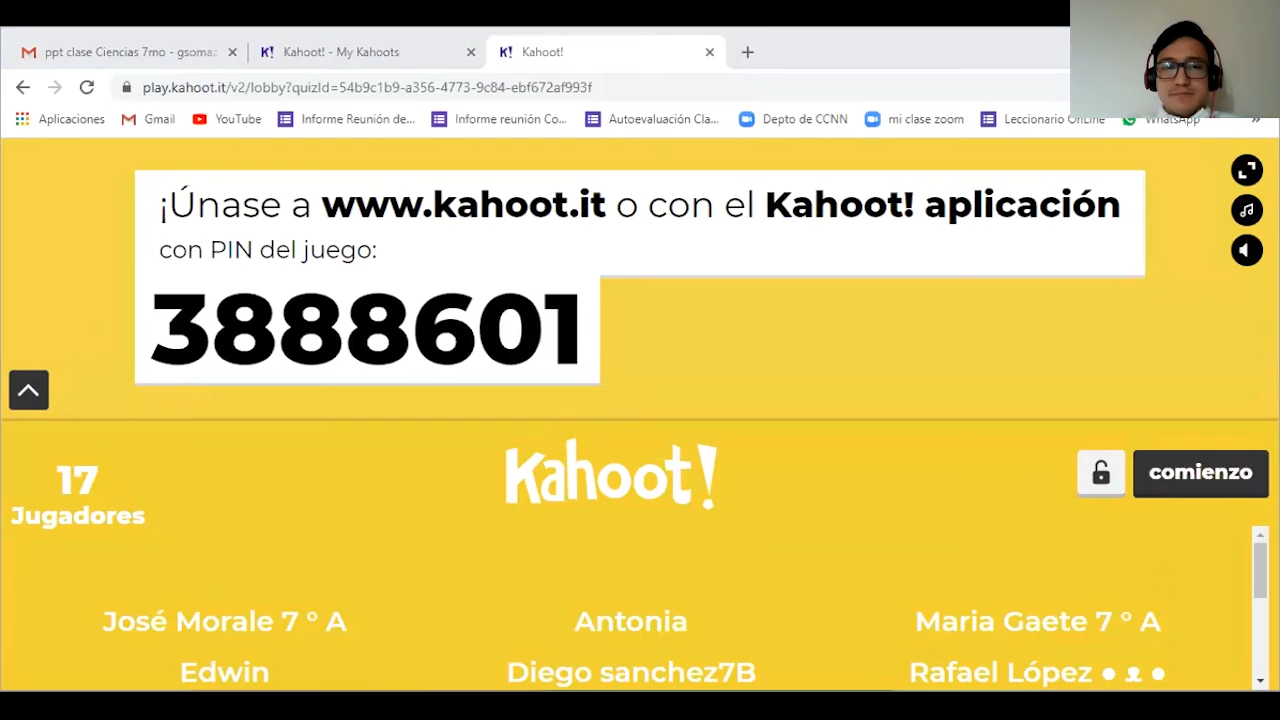 ppt clase Ciencias 7mo - gsomaz
Kahoot! - My Kahoots
Kahoot!
play.kahoot.it/v2/lobby?quizId=54b9c1b9-a356-4773-9c84-ebf672af993f
Aplicaciones
Gmail
YouTube
Informe Reunión de...
Informe reunión Co...
Autoevaluación Cla...
Depto de CCNN
mi clase zoom
Leccionario OnLine
WhatsApp
¡Únase a www.kahoot.it o con el Kahoot! aplicación
con PIN del juego:
3888601
17
Jugadores
Kahoot!
comienzo
José Morale 7 ° A
Antonia
Maria Gaete 7 ° A
Edwin
Diego sanchez7B
Rafael López ● ᴥ ●